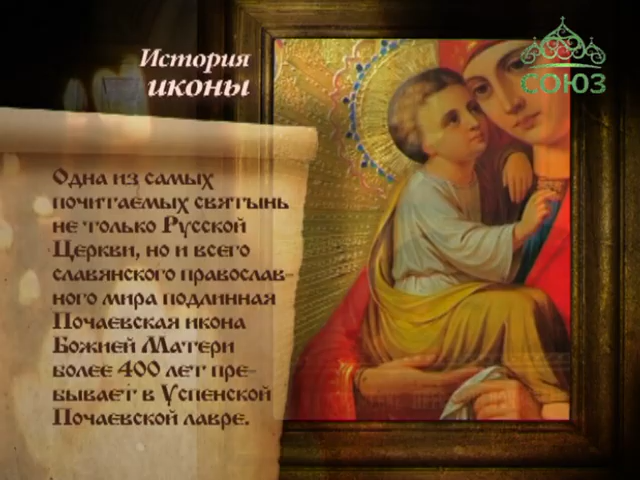 История
иконы
СОЮЗ
Одна из самых
почитаемых святынь
не только Русской
Церкви, но и всего
славянского православ-
ного мира подлинная
Почаевская икона
Божией Матери
более 400 лет пре-
бывает в Успенской
Почаевской лавре.